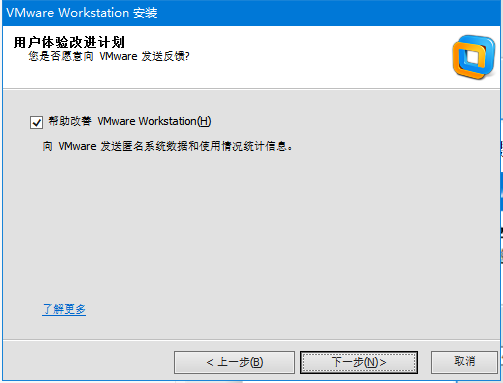 VMware Workstation 安装
用户体验改进计划
您是否愿意向 VMware 发送反馈?
帮助改善 VMware Workstation(H)
向 VMware 发送匿名系统数据和使用情况统计信息。
了解更多
< 上一步(B)
下一步(N)>
取消